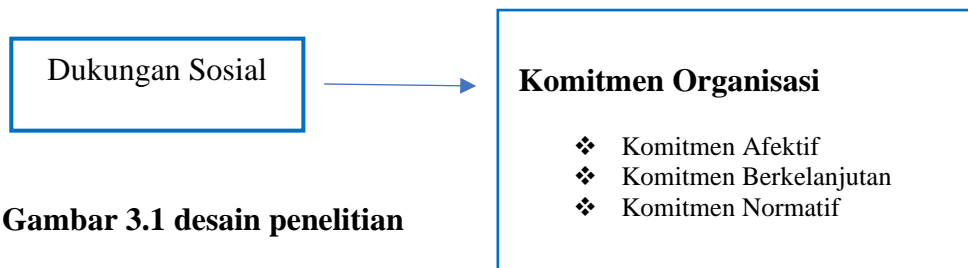 Dukungan Sosial
Komitmen Organisasi
❖ Komitmen Afektif
❖ Komitmen Berkelanjutan
❖ Komitmen Normatif
Gambar 3.1 desain penelitian